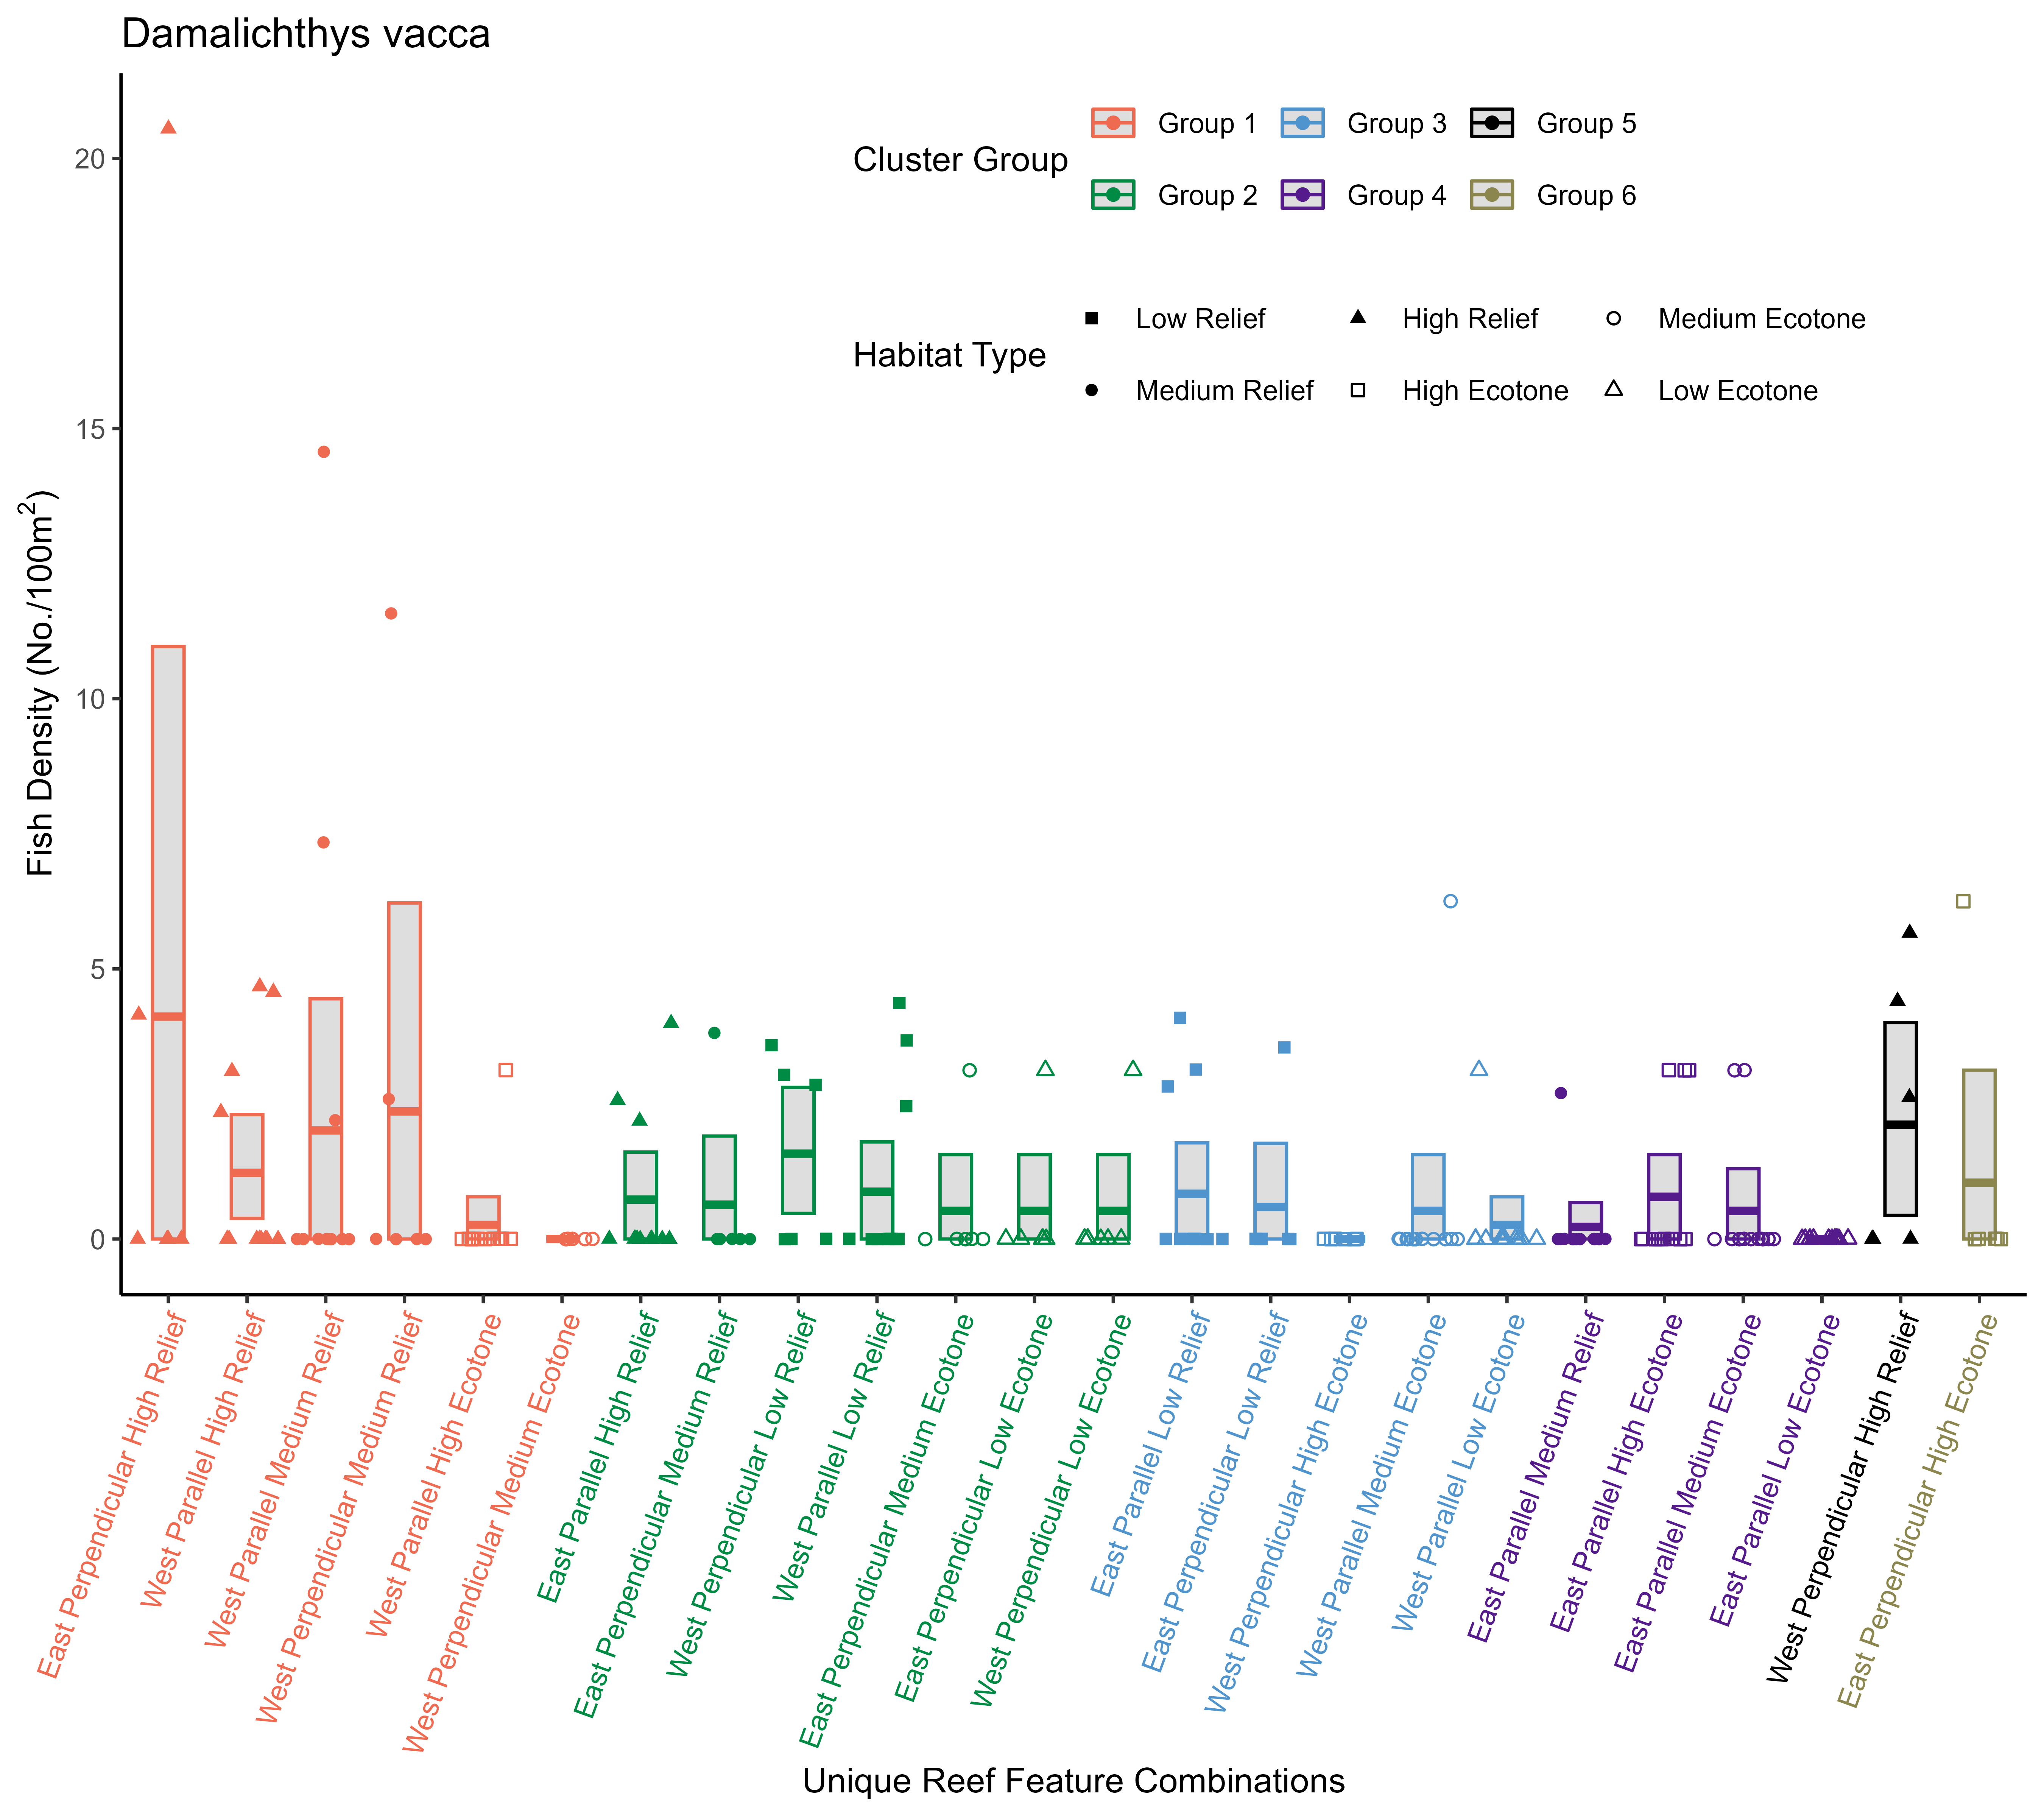 Damalichthys vacca
Cluster Group
Group 1
Group 3
Group 5
Group 2
Group 4
Group 6
Habitat Type
Low Relief
High Relief
Medium Ecotone
Medium Relief
High Ecotone
Low Ecotone
Fish Density (No./100m²)
20
15
10
5
0
East Perpendicular High Relief
West Parallel High Relief
West Parallel Medium Relief
West Perpendicular Medium Relief
West Parallel High Ecotone
West Perpendicular Medium Ecotone
East Parallel High Relief
East Perpendicular Medium Relief
West Perpendicular Low Relief
West Parallel Low Relief
East Perpendicular Medium Ecotone
East Perpendicular Low Ecotone
West Perpendicular Low Ecotone
East Parallel Low Relief
East Perpendicular Low Relief
West Perpendicular High Ecotone
West Parallel Medium Ecotone
West Parallel Low Ecotone
East Parallel Medium Relief
East Parallel High Ecotone
East Parallel Medium Ecotone
East Parallel Low Ecotone
West Perpendicular High Relief
East Perpendicular High Ecotone
Unique Reef Feature Combinations